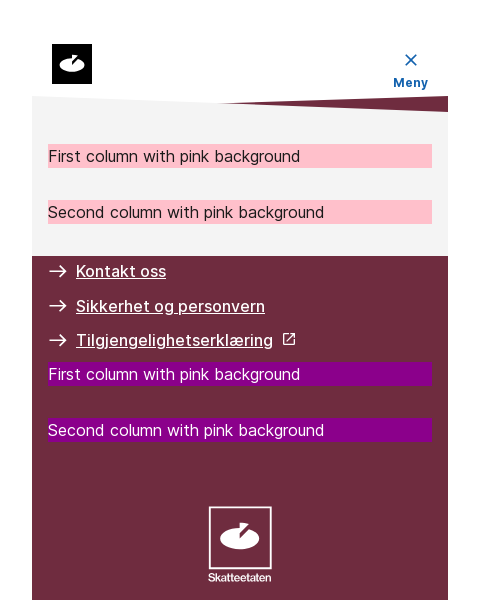 Meny
First column with pink background
Second column with pink background
Kontakt oss
Sikkerhet og personvern
Tilgjengelighetserklæring
First column with pink background
Second column with pink background
Skatteetaten